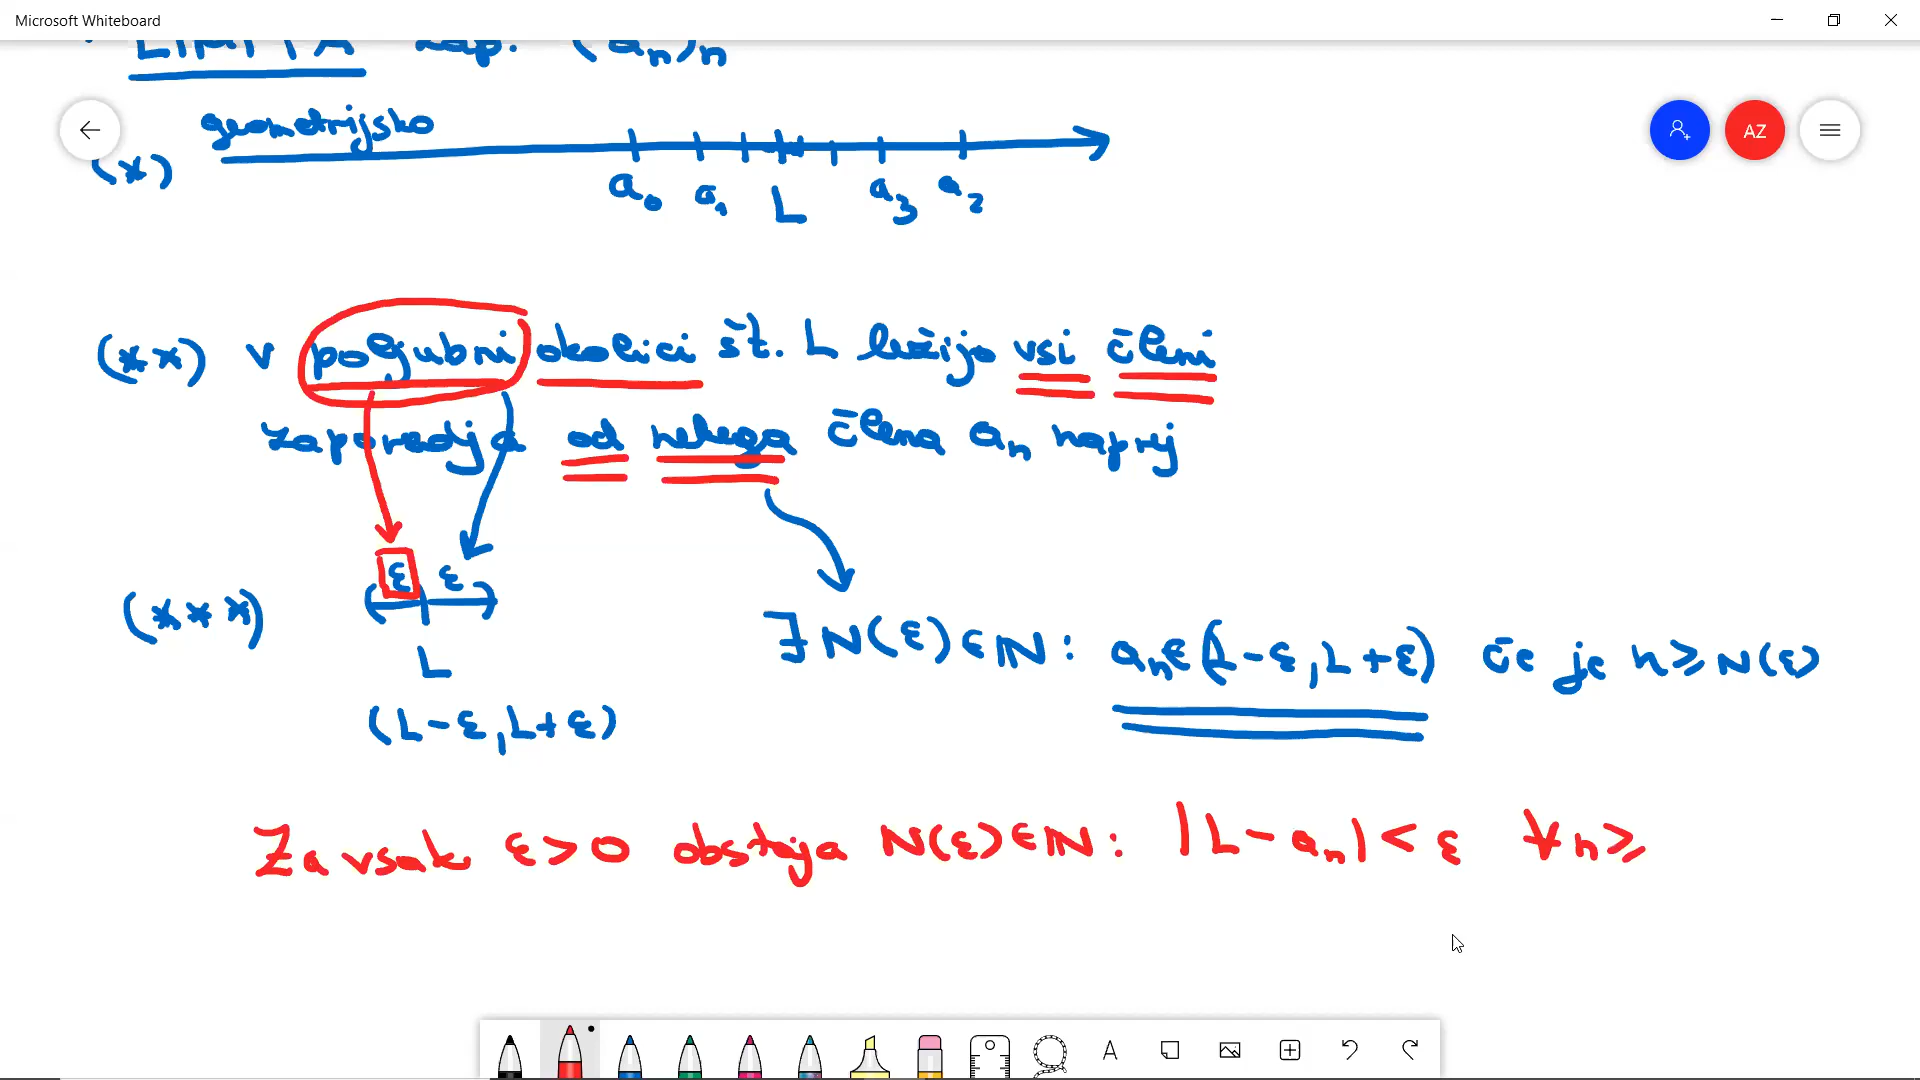 Microsoft Whiteboard
LIMITA zap. (aₙ)ₙ
geometrijsko
(*)
a₀ a₁ L a₃ a₂
AZ
(**) v poljubni okolici št. L ležijo vsi členi
zaporedja od nekega člena aₙ naprej
ε ε
(***)
L
∃N(ε)∈ℕ: aₙ∈(L-ε,L+ε) če je n≥N(ε)
(L-ε,L+ε)
Za vsak ε>0 obstaja N(ε)∈ℕ: |L-aₙ|<ε ∀n≥